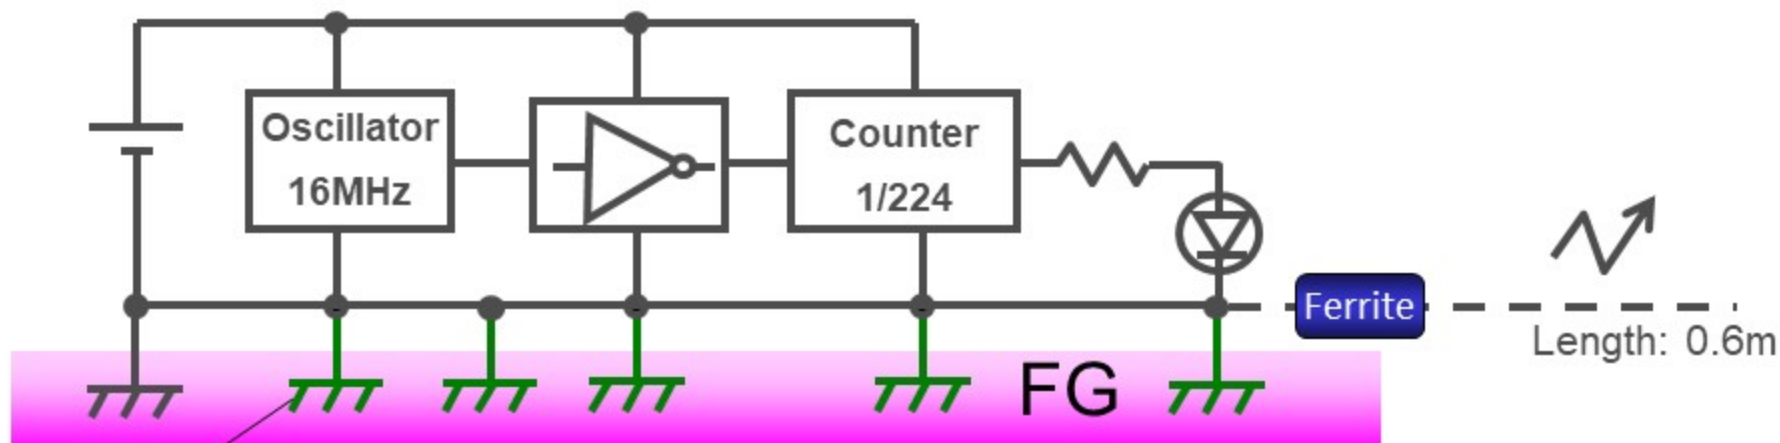 Oscillator
16MHz
Counter
1/224
Ferrite
Length: 0.6m
FG